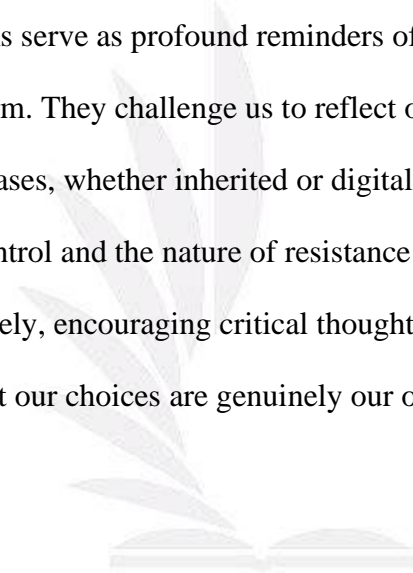 s serve as profound reminders of
m. They challenge us to reflect o
ases, whether inherited or digital
ntrol and the nature of resistance
ely, encouraging critical thought
t our choices are genuinely our o